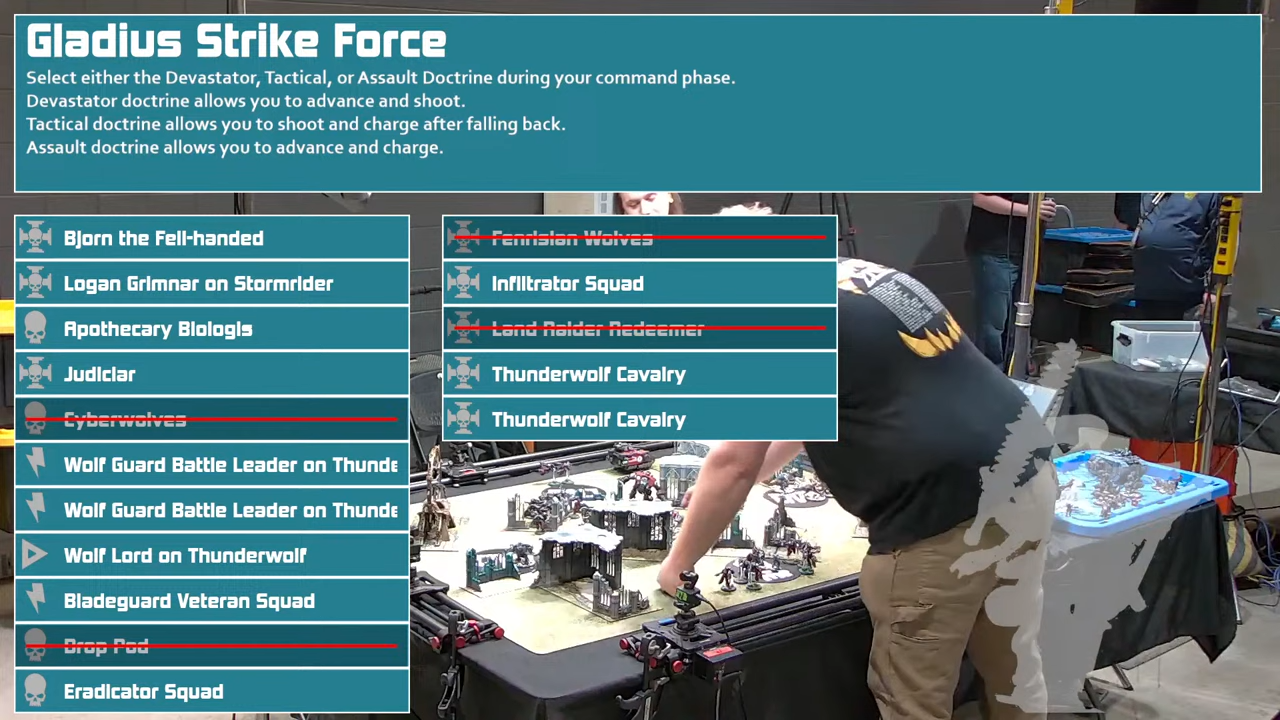 Gladius Strike Force
Select either the Devastator, Tactical, or Assault Doctrine during your command phase.
Devastator doctrine allows you to advance and shoot.
Tactical doctrine allows you to shoot and charge after falling back.
Assault doctrine allows you to advance and charge.
Bjorn the Fell-handed
Logan Grimnar on Stormrider
Apothecary Biologis
Judiciar
Cyberwolves
Wolf Guard Battle Leader on Thunde
Wolf Guard Battle Leader on Thunde
Wolf Lord on Thunderwolf
Bladeguard Veteran Squad
Drop Pod
Eradicator Squad
Fenrisian Wolves
Infiltrator Squad
Land Raider Redeemer
Thunderwolf Cavalry
Thunderwolf Cavalry